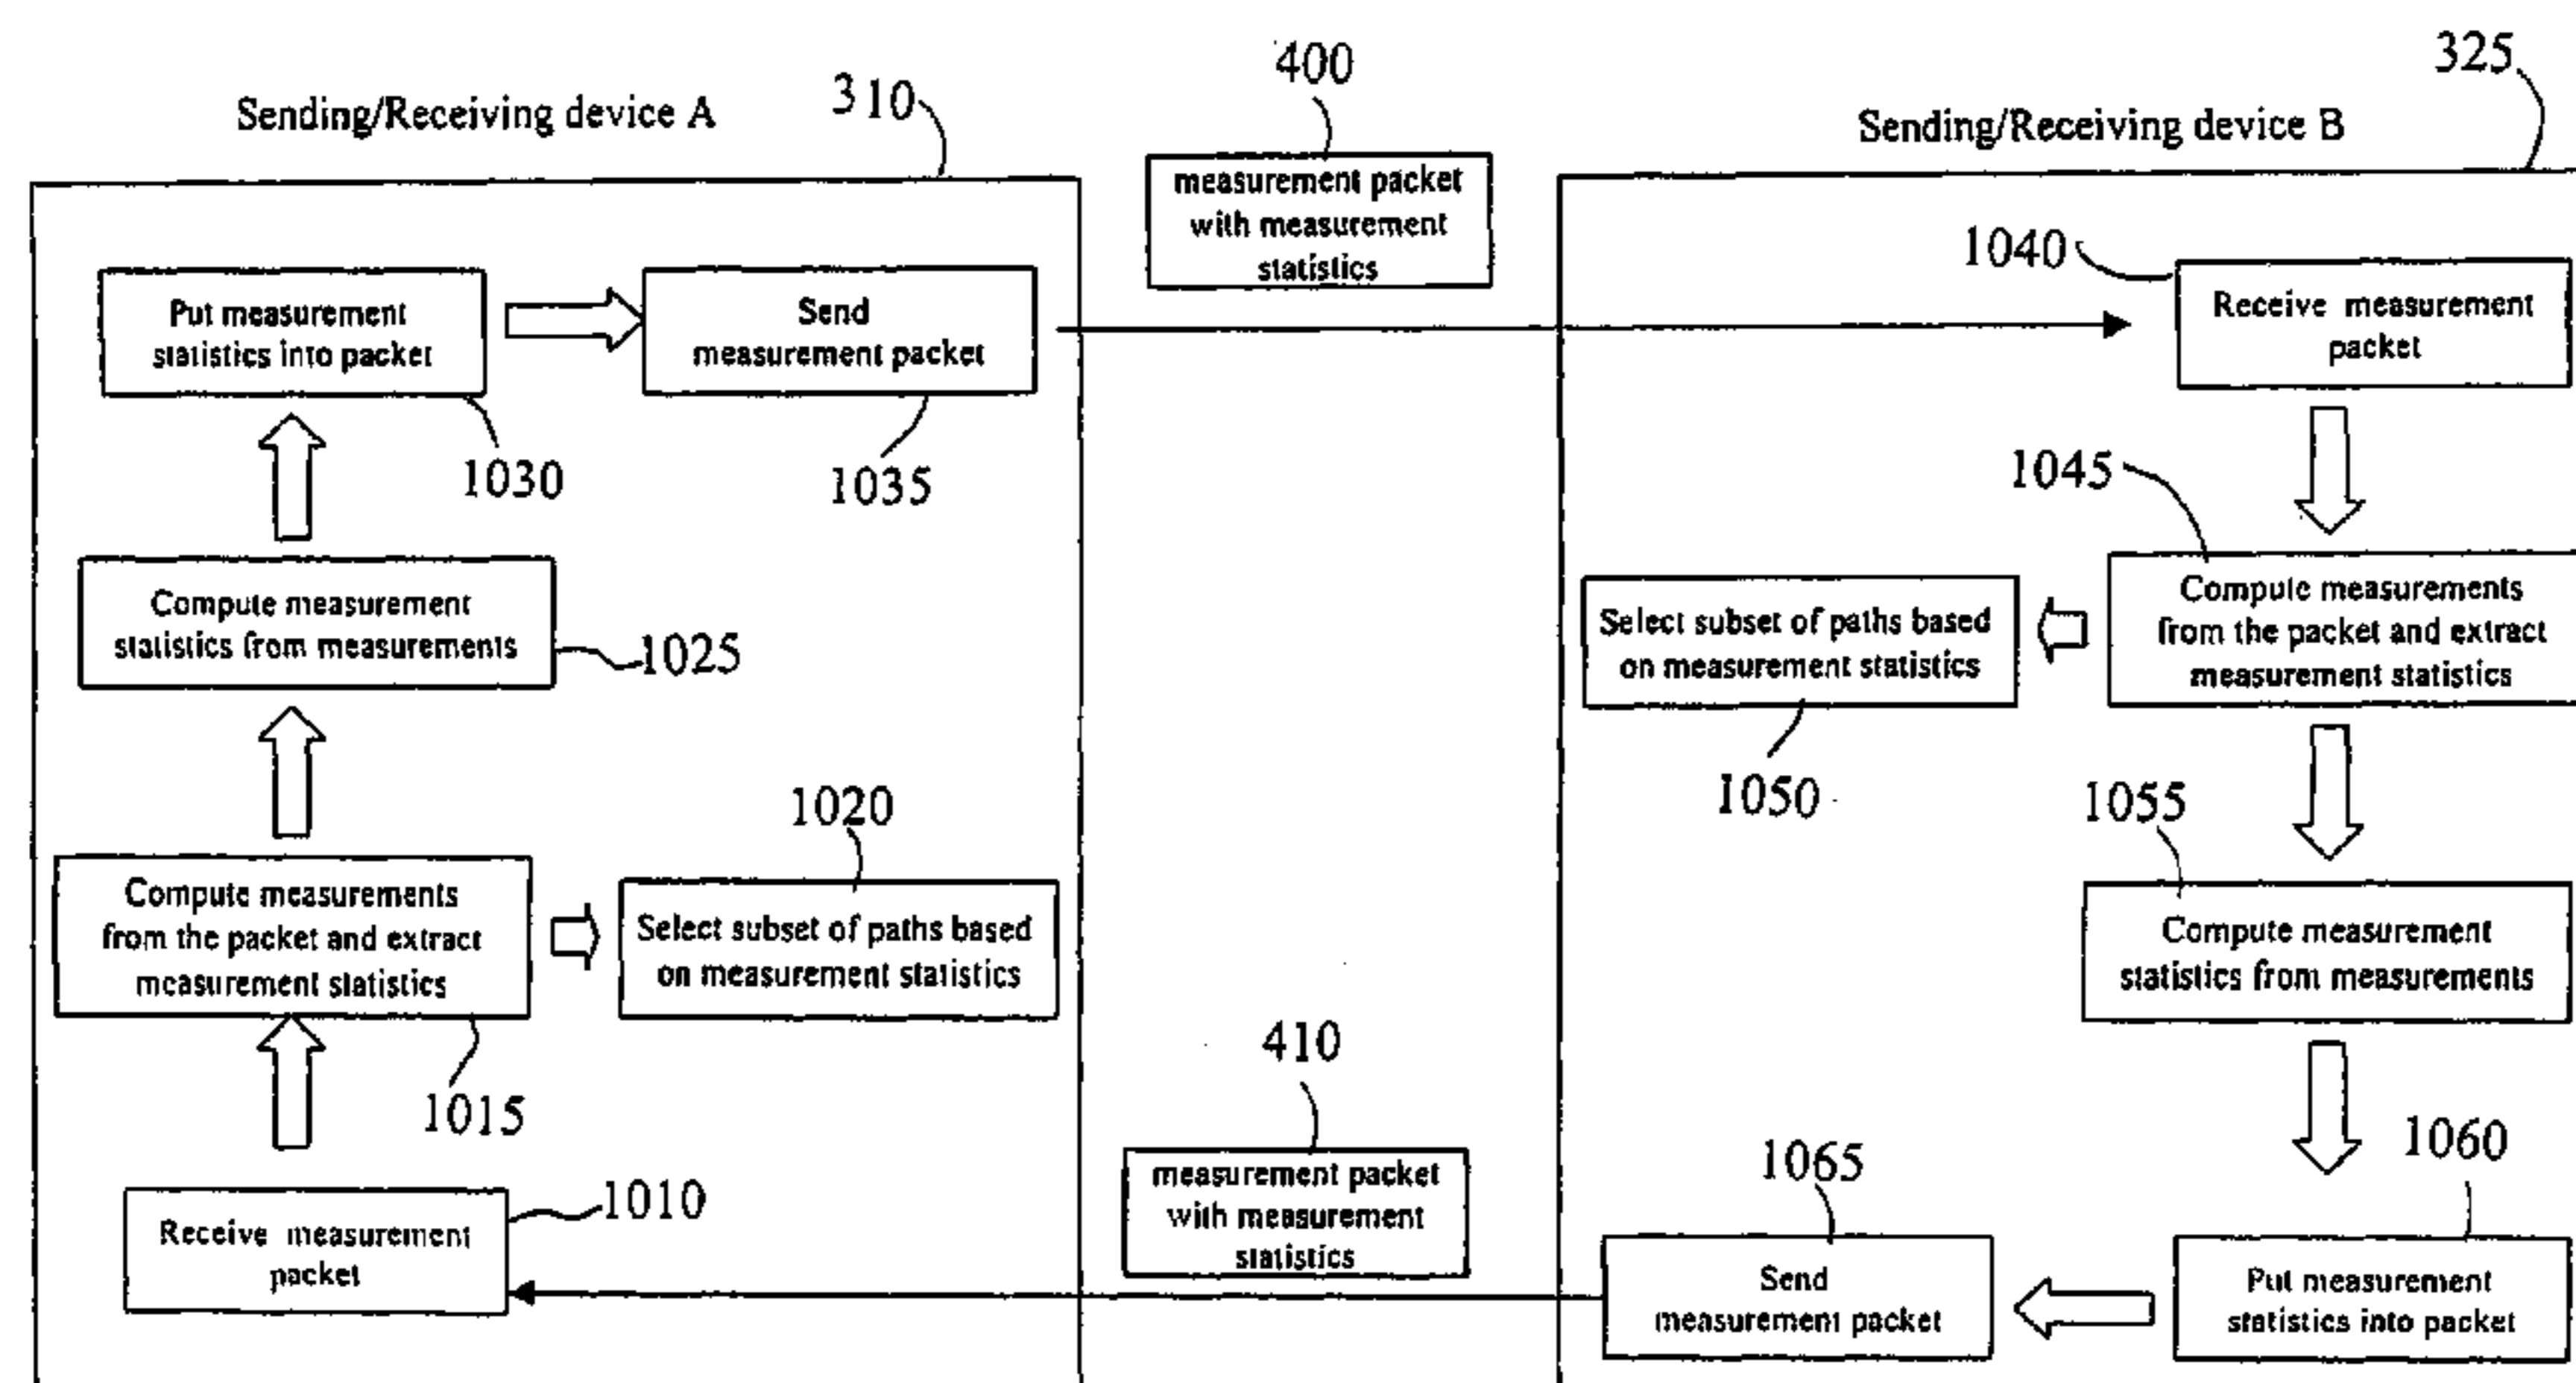 Sending/Receiving device A
310
400
325
Sending/Receiving device B
measurement packet
with measurement
statistics
Put measurement
statistics into packet
1030
Send
measurement packet
1035
1040
Receive measurement
packet
1045
Compute measurement
statistics from measurements
1025
Select subset of paths based
on measurement statistics
1050
Compute measurements
from the packet and extract
measurement statistics
1020
1055
Compute measurements
from the packet and extract
measurement statistics
1015
Select subset of paths based
on measurement statistics
Compute measurement
statistics from measurements
410
measurement packet
with measurement
statistics
1065
1060
Receive measurement
packet
1010
Send
measurement packet
Put measurement
statistics into packet